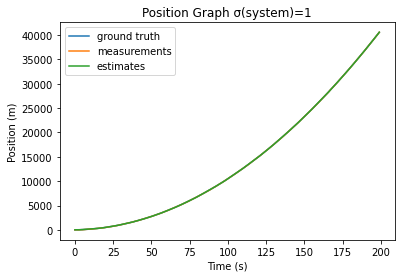 Position Graph σ(system)=1
ground truth
measurements
estimates
Position (m)
40000
35000
30000
25000
20000
15000
10000
5000
0
0 25 50 75 100 125 150 175 200
Time (s)